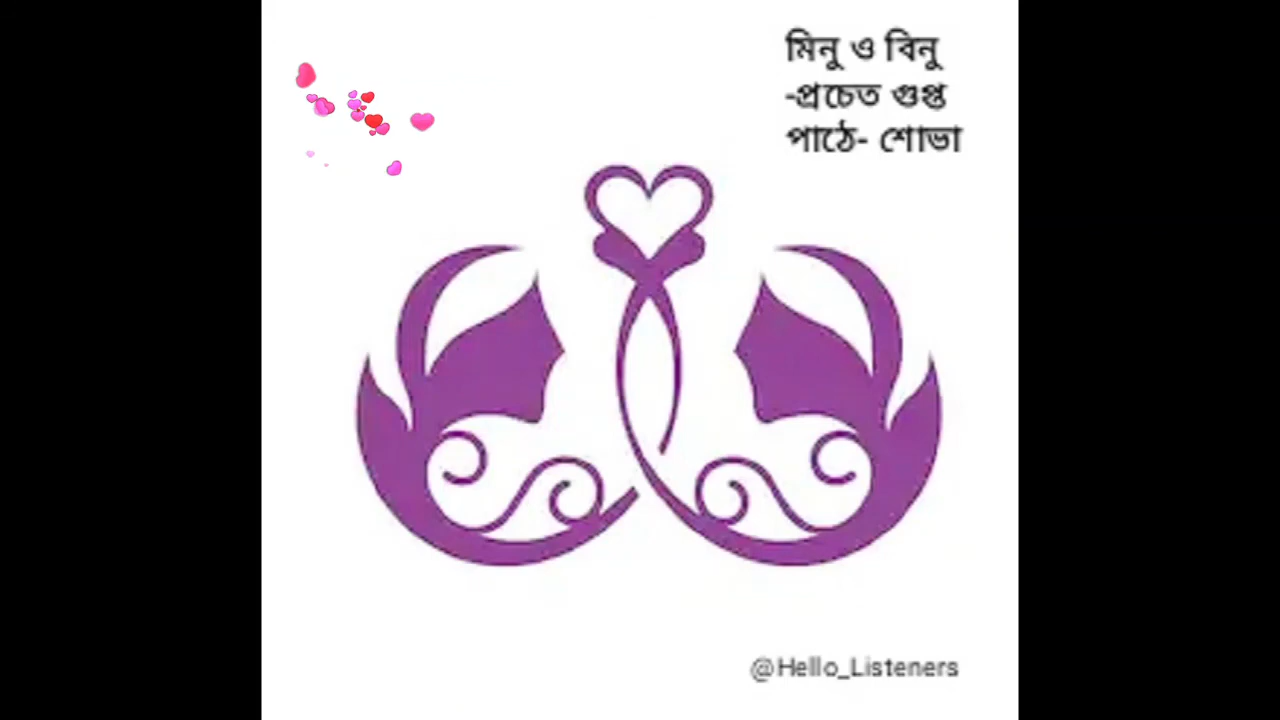 মিনু ও বিনু
-প্রচেত গুপ্ত
পাঠে- শোভা
@Hello_Listeners